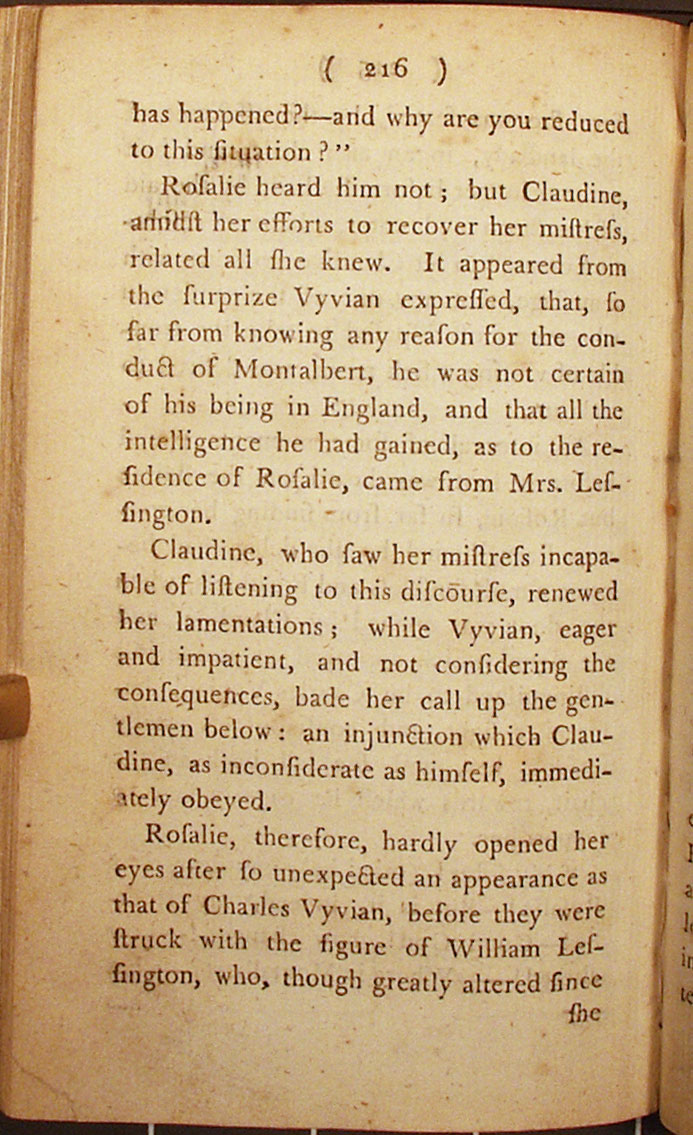 ( 216 )
has happened?—and why are you reduced
to this ſituation?”
Roſalie heard him not; but Claudine,
amidſt her efforts to recover her miſtreſs,
related all ſhe knew. It appeared from
the ſurprize Vyvian expreſſed, that, ſo
far from knowing any reaſon for the con-
duct of Montalbert, he was not certain
of his being in England, and that all the
intelligence he had gained, as to the re-
ſidence of Roſalie, came from Mrs. Leſ-
ſington.
Claudine, who ſaw her miſtreſs incapa-
ble of liſtening to this diſcourſe, renewed
her lamentations; while Vyvian, eager
and impatient, and not conſidering the
conſequences, bade her call up the gen-
tlemen below: an injunction which Clau-
dine, as inconſiderate as himſelf, immedi-
ately obeyed.
Roſalie, therefore, hardly opened her
eyes after ſo unexpected an appearance as
that of Charles Vyvian, before they were
ſtruck with the figure of William Leſ-
ſington, who, though greatly altered ſince
ſhe